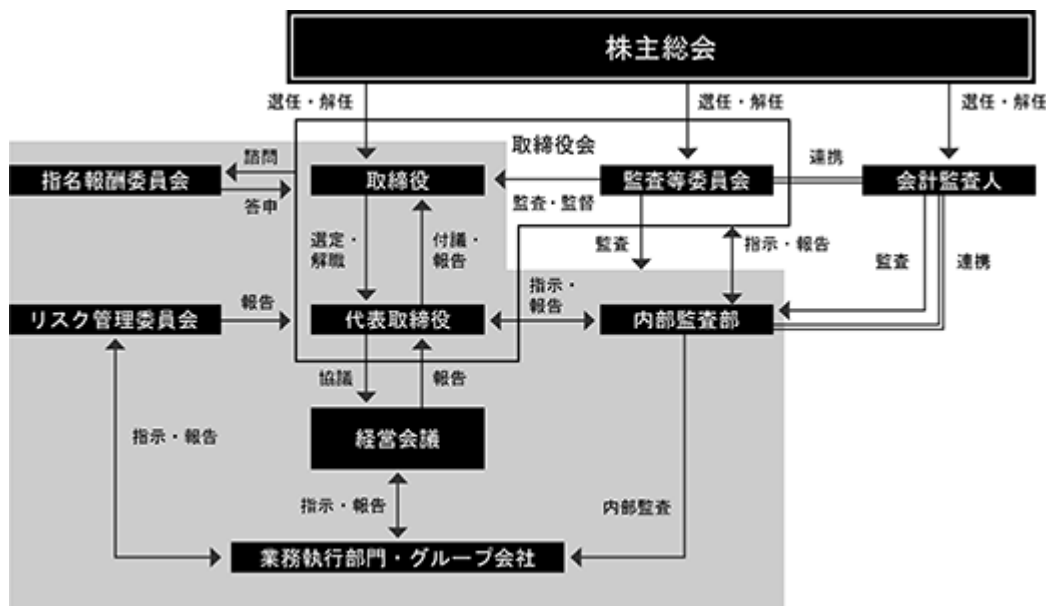 株主総会
選任・解任
選任・解任
選任・解任
取締役会
諮問
連携
指名報酬委員会
取締役
監査等委員会
会計監査人
答申
監査・監督
選定・
解職
付議・
報告
監査
指示・報告
監査
連携
指示・
報告
報告
リスク管理委員会
代表取締役
内部監査部
協議
報告
経営会議
指示・報告
指示・報告
内部監査
業務執行部門・グループ会社